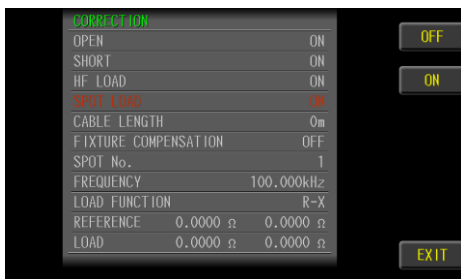 CORRECTION
OPEN ON
SHORT ON
HF LOAD ON
SPOT LOAD ON
CABLE LENGTH 0m
FIXTURE COMPENSATION OFF
SPOT No. 1
FREQUENCY 100.000kHz
LOAD FUNCTION R-X
REFERENCE 0.0000 Ω 0.0000 Ω
LOAD 0.0000 Ω 0.0000 Ω
OFF
ON
EXIT